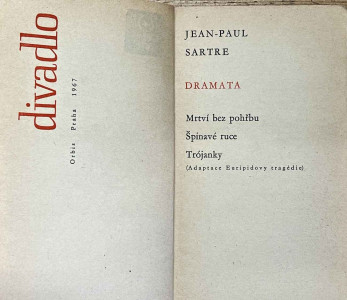 divadlo
Orbis Praha 1967
JEAN-PAUL
SARTRE
DRAMATA
Mrtví bez pohřbu
Špinavé ruce
Trójanky
(Adaptace Euripidovy tragédie)